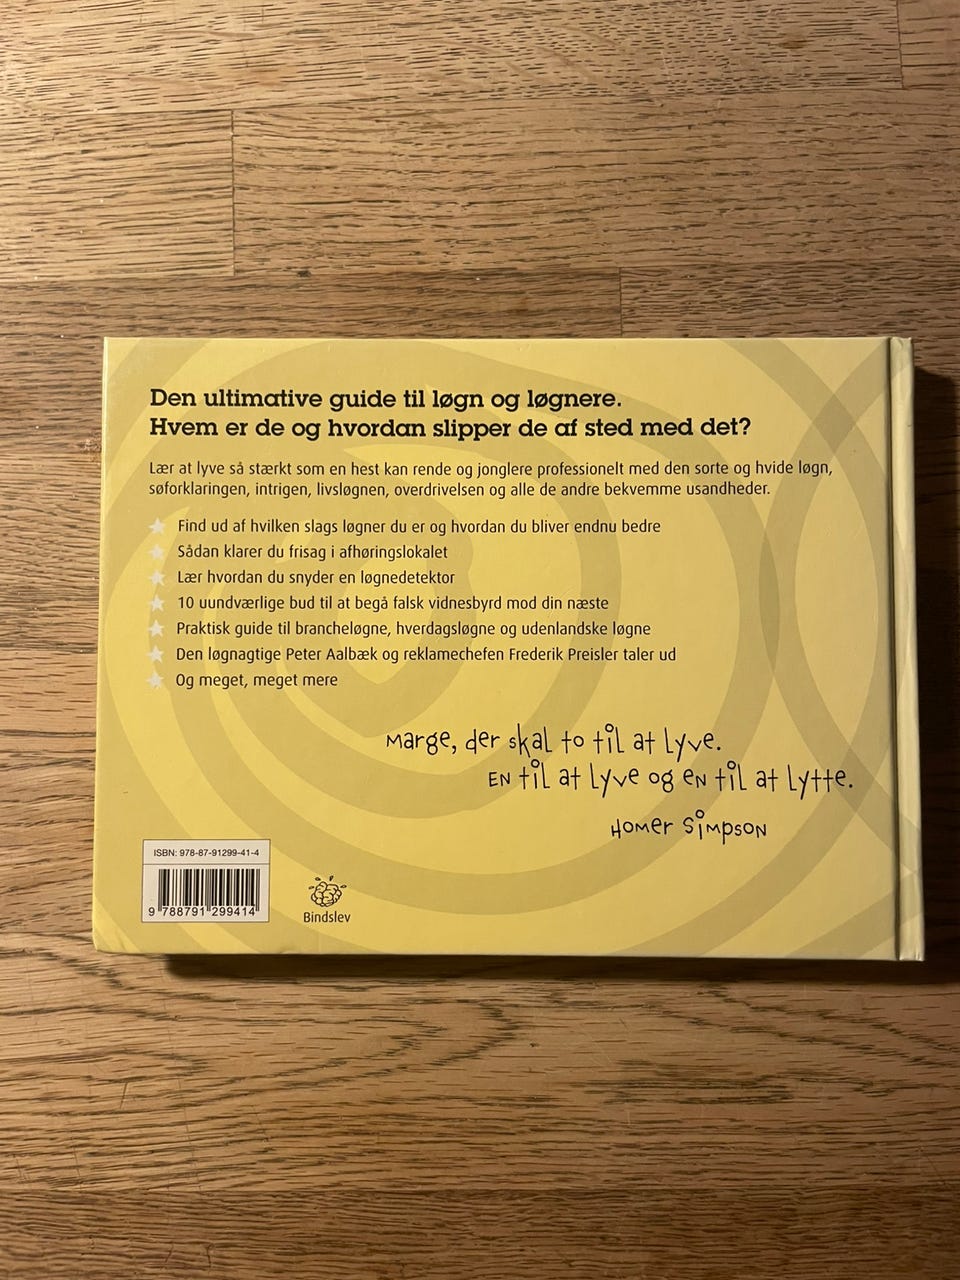 Den ultimative guide til løgn og løgnere.
Hvem er de og hvordan slipper de af sted med det?
Lær at lyve så stærkt som en hest kan rende og jonglere professionelt med den sorte og hvide løgn,
søforklaringen, intrigen, livsløgnen, overdrivelsen og alle de andre bekvemme usandheder.
Find ud af hvilken slags løgner du er og hvordan du bliver endnu bedre
Sådan klarer du frisag i afhøringslokalet
Lær hvordan du snyder en løgnedetektor
10 uundværlige bud til at begå falsk vidnesbyrd mod din næste
Praktisk guide til brancheløgne, hverdagsløgne og udenlandske løgne
Den løgnagtige Peter Aalbæk og reklamechefen Frederik Preisler taler ud
Og meget, meget mere
Marge, der skal to til at lyve.
EN til at lyve og en til at lytte.
Homer Simpson
ISBN: 978-87-91299-41-4
9 788791 299414
Bindslev